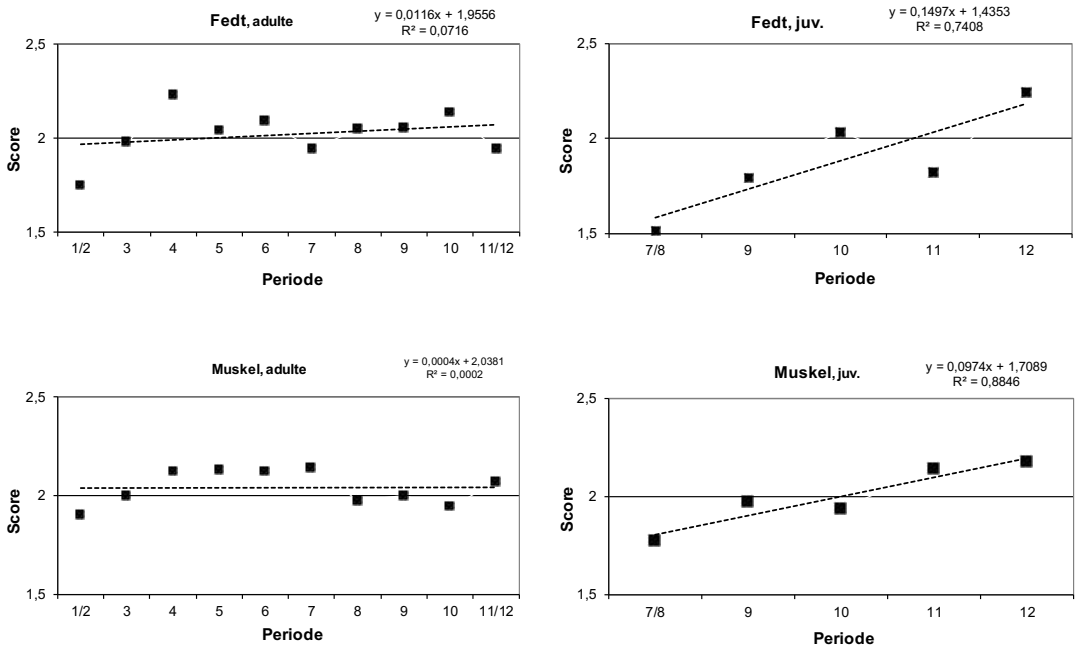 Fedt, adulte
y = 0,0116x + 1,9556
R² = 0,0716
2,5
2
1,5
Score
1/2 3 4 5 6 7 8 9 10 11/12
Periode
Fedt, juv.
y = 0,1497x + 1,4353
R² = 0,7408
2,5
2
1,5
Score
7/8 9 10 11 12
Periode
Muskel, adulte
y = 0,0004x + 2,0381
R² = 0,0002
2,5
2
1,5
Score
1/2 3 4 5 6 7 8 9 10 11/12
Periode
Muskel, juv.
y = 0,0974x + 1,7089
R² = 0,8846
2,5
2
1,5
Score
7/8 9 10 11 12
Periode